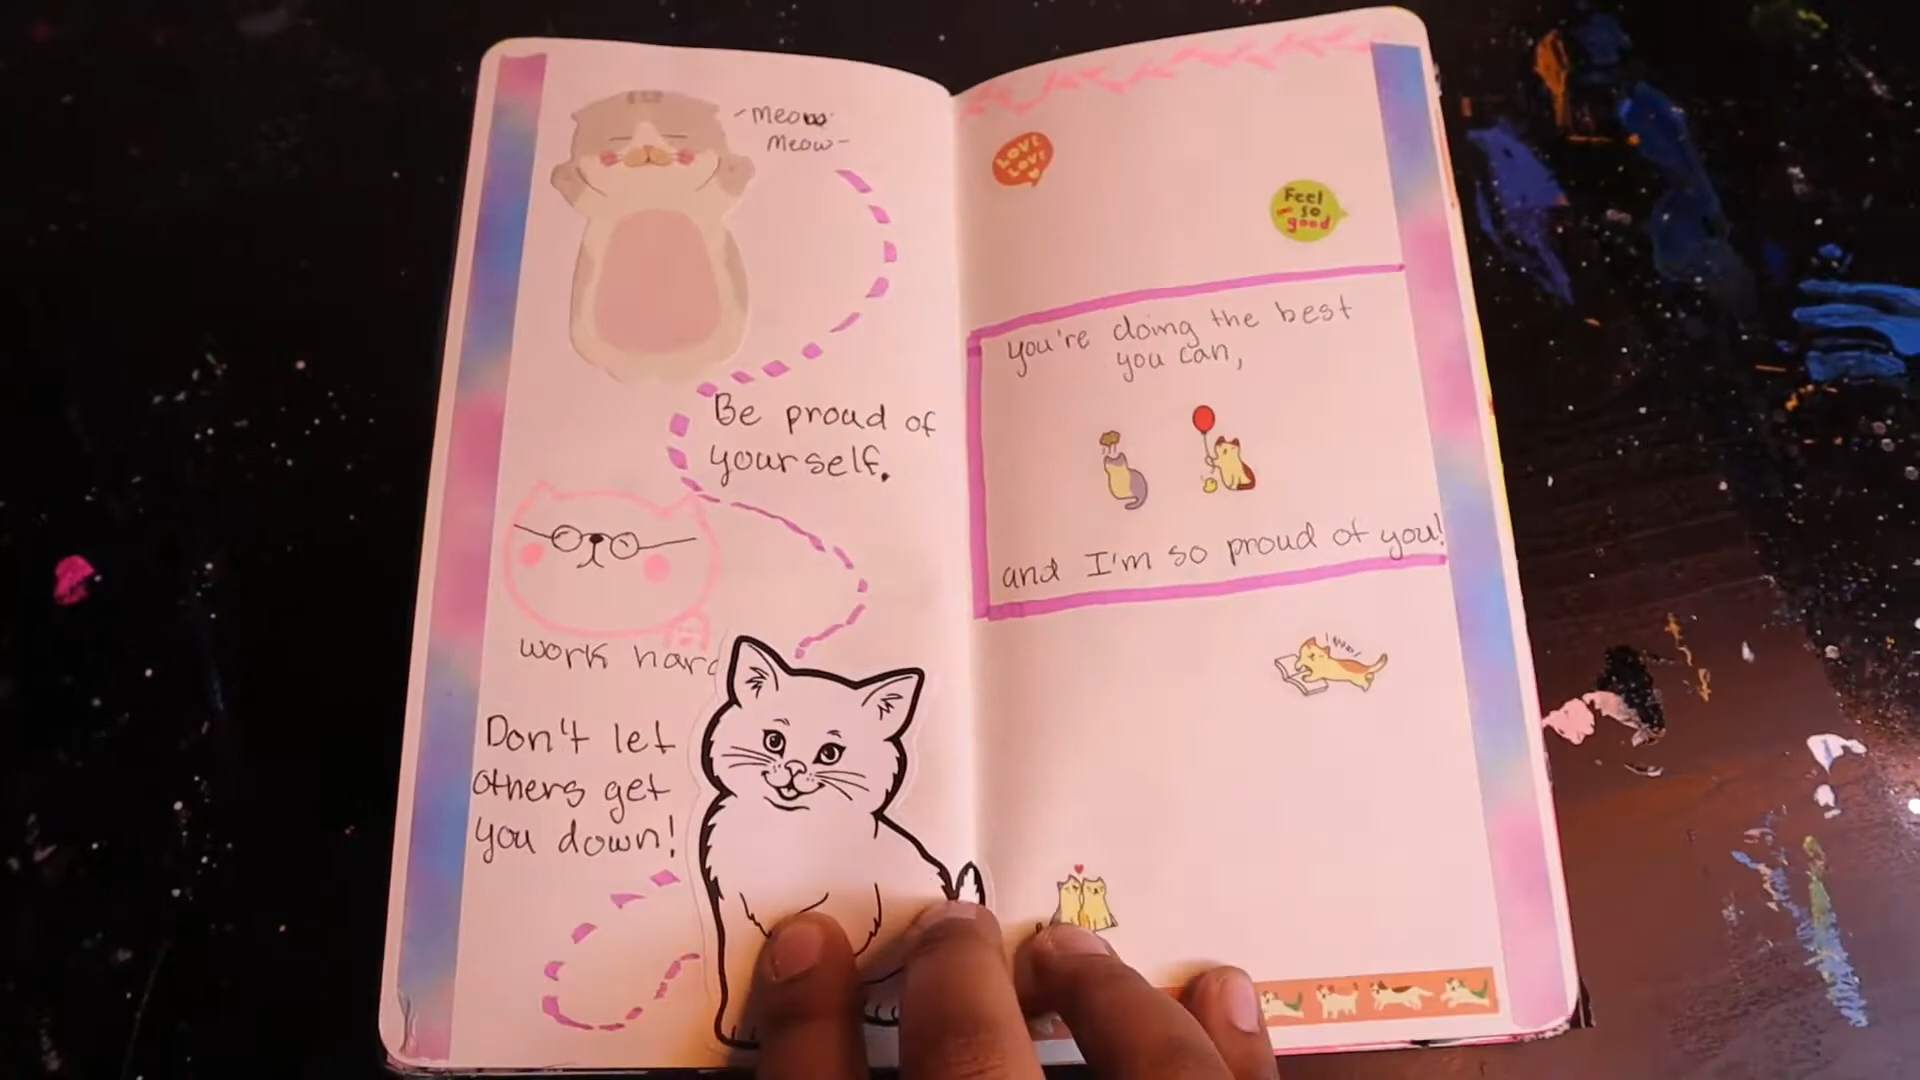 -Meow
Meow-
Be proud of
yourself.
work hard
Don't let
others get
you down!
LOVE
LOVE
Feel
so
good
you're doing the best
you can,
and I'm so proud of you!